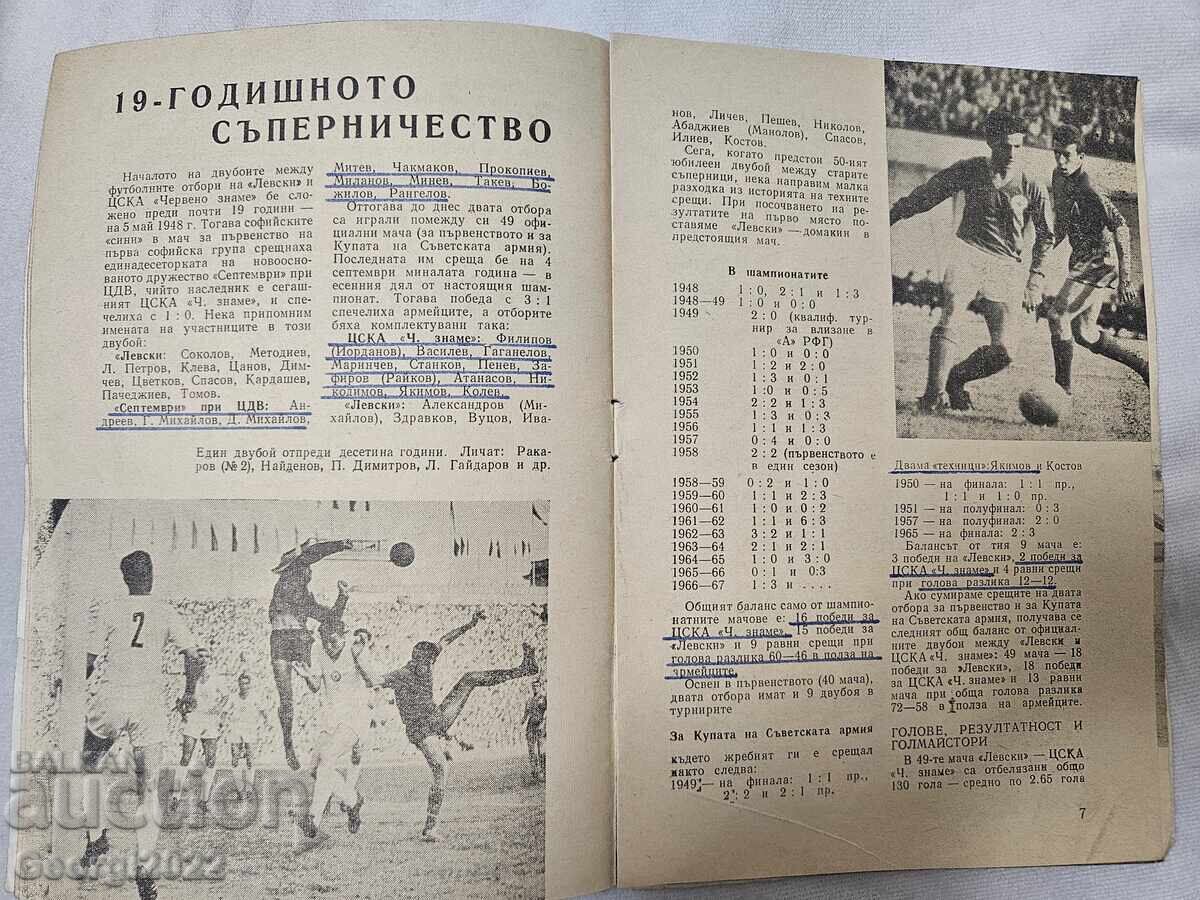 19-ГОДИШНОТО
СЪПЕРНИЧЕСТВО
Началото на двубоите между
футболните отбори на «Левски» и
ЦСКА «Червено знаме» бе сло-
жено преди почти 19 години —
на 5 май 1948 г. Тогава софийските
«сини» в мач за първенство на
първа софийска група срещнаха
единадесеторката на новоосно-
ваното дружество «Септември» при
ЦДВ, чийто наследник е сегаш-
ният ЦСКА «Ч. знаме», и спе-
челиха с 1:0. Нека припомним
имената на участниците в този
двубой:
«Левски: Соколов, Методиев,
Л. Петров, Клева, Цанов, Дим-
чев, Цветков, Спасов, Кардашев,
Пачеджиев, Томов.
«Септември» при ЦДВ: Ан-
дреев, Г. Михайлов, Д. Михайлов,
Митев, Чакмаков, Прокопиев,
Миланов, Минев, Такев, Бо-
жилов, Рангелов.
Оттогава до днес двата отбора
са играли помежду си 49 офи-
циални мача (за първенството и за
Купата на Съветската армия).
Последната им среща бе на 4
септември миналата година — в
есенния дял от настоящия шам-
пионат. Тогава победа с 3:1
спечелиха армейците, а отборите
бяха комплектувани така:
ЦСКА «Ч. знаме»: Филипов
(Йорданов), Василев, Гаганелов,
Маринчев, Станков, Пенев, За-
фиров (Райков), Атанасов, Ни-
колимов, Якимов, Колев.
«Левски»: Александров (Ми-
хайлов), Здравков, Вуцов, Ива-
Един двубой отпреди десетина години. Личат: Рака-
ров (№ 2), Найденов, П. Димитров, Л. Гайдаров и др.
2
нов, Личев, Пешев, Николов,
Абаджиев (Манолов), Спасов,
Илиев, Костов.
Сега, когато предстои 50-ият
юбилеен двубой между старите
съперници, нека направим малка
разходка из историята на техните
срещи. При посочването на ре-
зултатите на първо място по-
ставяме «Левски» — домакин в
предстоящия мач.
В шампионатите
1948 1:0, 2:1 и 1:3
1948—49 1:0 и 0:0
1949 2:0 (квалиф. тур-
нир за влизане в
«А» РФГ)
1950 1:0 и 0:0
1951 1:2 и 2:0
1952 1:3 и 0:1
1953 1:0 и 0:5
1954 2:2 и 1:3
1955 1:3 и 0:3
1956 1:1 и 1:3
1957 0:4 и 0:0
1958 2:2 (първенството е
в един сезон)
1958—59 0:2 и 1:0
1959—60 1:1 и 2:3
1960—61 1:0 и 0:2
1961—62 1:1 и 6:3
1962—63 3:2 и 1:1
1963—64 2:1 и 2:1
1964—65 1:0 и 3:0
1965—66 0:1 и 0:3
1966—67 1:3 и....
Общият баланс само от шампио-
натните мачове е: 16 победи за
ЦСКА «Ч. знаме», 15 победи за
«Левски» и 9 равни срещи при
голова разлика 60—46 в полза на
эрмейците.
Освен в първенството (40 мача),
двата отбора имат и 9 двубоя в
турнирите
За Купата на Съветската армия
където жребият ги е срещал
както следва:
1949 — на финала: 1:1 пр.,
2:2 и 2:1 пр.
Двама «техници»: Якимов и Костов
1950 — на финала: 1:1 пр.,
1:1 и 1:0 пр.
1951 — на полуфинал: 0:3
1957 — на полуфинал: 2:0
1965 — на финала: 2:3
Балансът от тия 9 мача е:
3 победи на «Левски», 2 победи за
ЦСКА «Ч. знаме» и 4 равни срещи
при голова разлика 12—12.
Ако сумираме срещите на двата
отбора за първенство и за Купата
на Съветската армия, получава се
следният общ баланс от официал-
ните двубои между «Левски и
ЦСКА «Ч. знаме»: 49 мача — 18
победи за »Левски», 18 победи
за ЦСКА «Ч. знаме» и 13 равни
мача при обща голова разлика
72—58 в полза на армейците.
ГОЛОВЕ, РЕЗУЛТАТНОСТ И
ГОЛМАЙСТОРИ
В 49-те мача «Левски» — ЦСКА
«Ч. знаме» са отбелязани общо
130 гола — средно по 2.65 гола
7
BALKAN
auction
Georgi2022